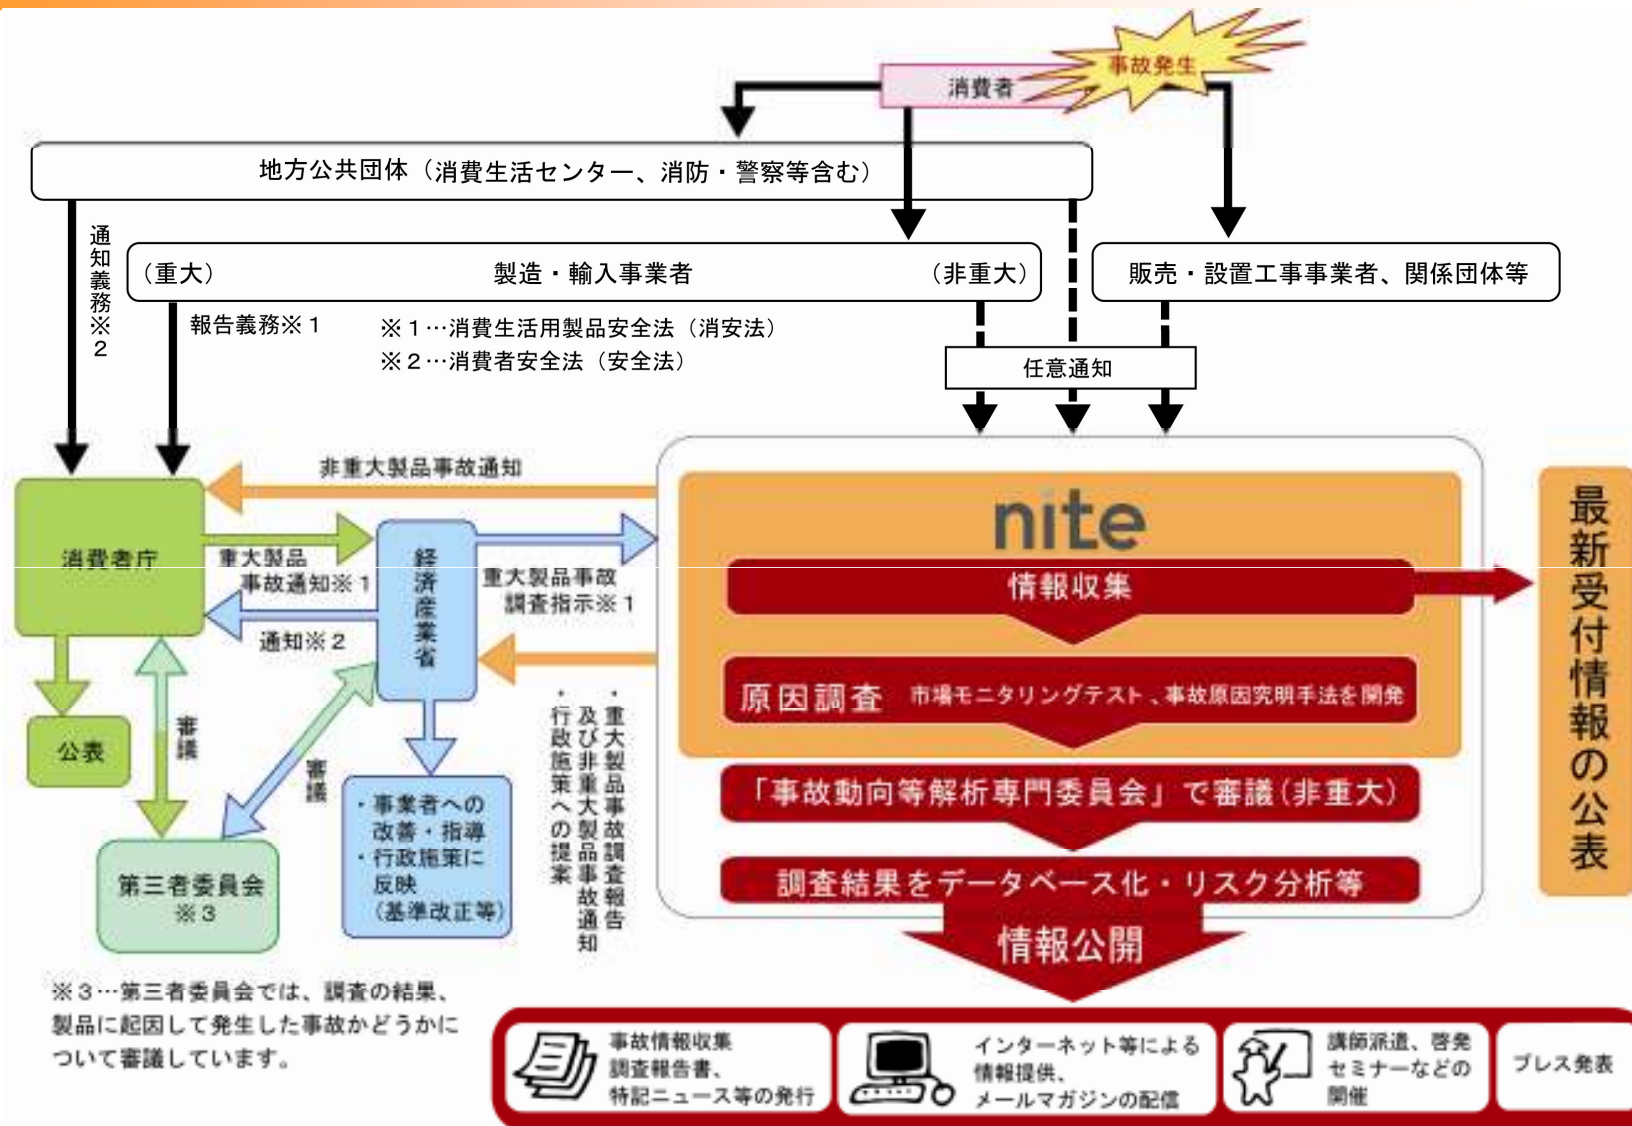 事故発生
消費者
地方公共団体（消費生活センター、消防・警察等含む）
通知義務※２
（重大）
製造・輸入事業者
（非重大）
販売・設置工事事業者、関係団体等
報告義務※１
※１…消費生活用製品安全法（消安法）
※２…消費者安全法（安全法）
任意通知
非重大製品事故通知
消費者庁
重大製品
事故通知※１
通知※２
経済産業省
重大製品事故
調査指示※１
nite
情報収集
原因調査 市場モニタリングテスト、事故原因究明手法を開発
「事故動向等解析専門委員会」で審議（非重大）
調査結果をデータベース化・リスク分析等
情報公開
最新受付情報の公表
公表
審議
審議
・事業者への
改善・指導
・行政施策に
反映
（基準改正等）
・重大製品事故調査報告
及び非重大製品事故通知
・行政施策への提案
第三者委員会
※３
※３…第三者委員会では、調査の結果、
製品に起因して発生した事故かどうかに
ついて審議しています。
事故情報収集
調査報告書、
特記ニュース等の発行
インターネット等による
情報提供、
メールマガジンの配信
講師派遣、啓発
セミナーなどの
開催
プレス発表